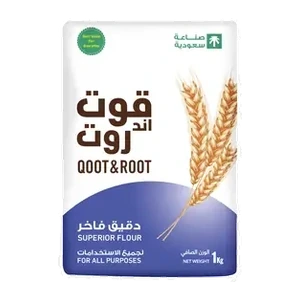 صناعة
سعودية
قوت
اند
روت
QOOT&ROOT
دقيق فاخر
SUPERIOR FLOUR
لجميع الاستخدامات
FOR ALL PURPOSES
الوزن الصافي
NET WEIGHT
1Kg